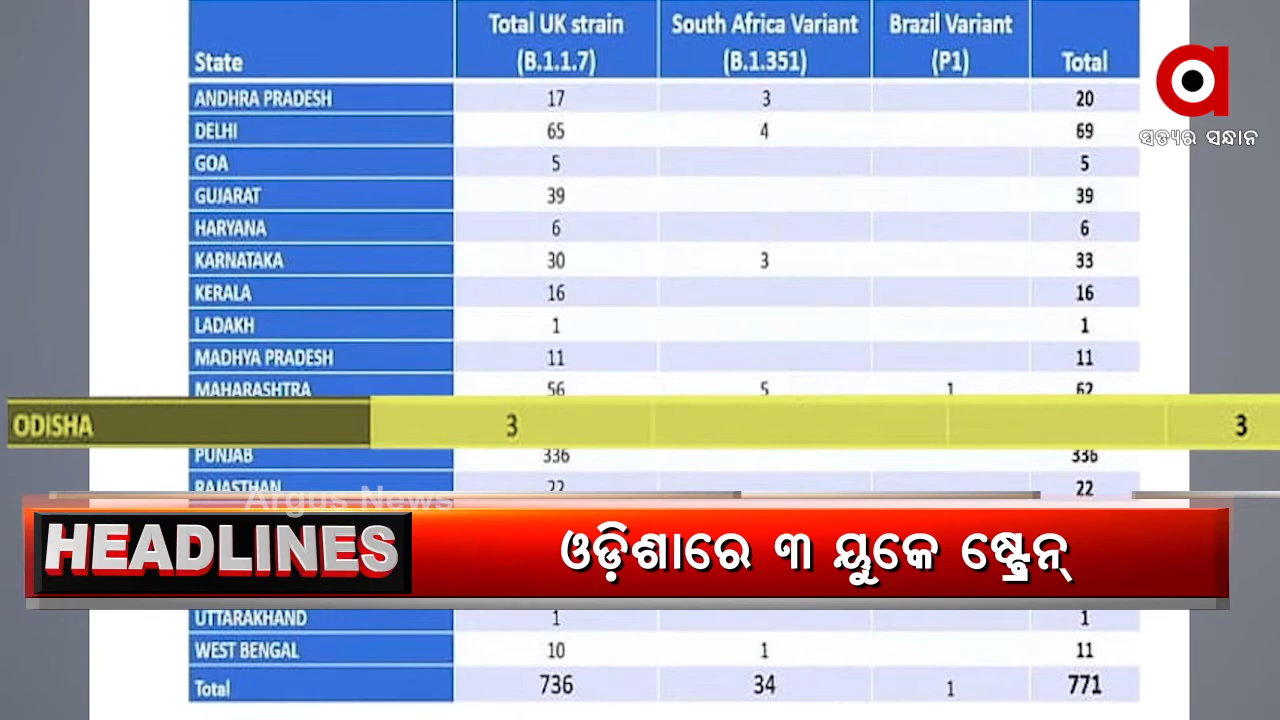 State Total UK strain (B.1.1.7) South Africa Variant (B.1.351) Brazil Variant (P1) Total
ସତ୍ୟର ସନ୍ଧାନ
ANDHRA PRADESH 17 3 20
DELHI 65 4 69
GOA 5 5
GUJARAT 39 39
HARYANA 6 6
KARNATAKA 30 3 33
KERALA 16 16
LADAKH 1 1
MADHYA PRADESH 11 11
MAHARASHTRA 56 5 1 62
ODISHA 3 3
PUNJAB 336 336
RAJASTHAN 22 22
Argus News
HEADLINES ଓଡ଼ିଶାରେ ୩ ୟୁକେ ଷ୍ଟ୍ରେନ୍
UTTARAKHAND 1 1
WEST BENGAL 10 1 11
Total 736 34 1 771